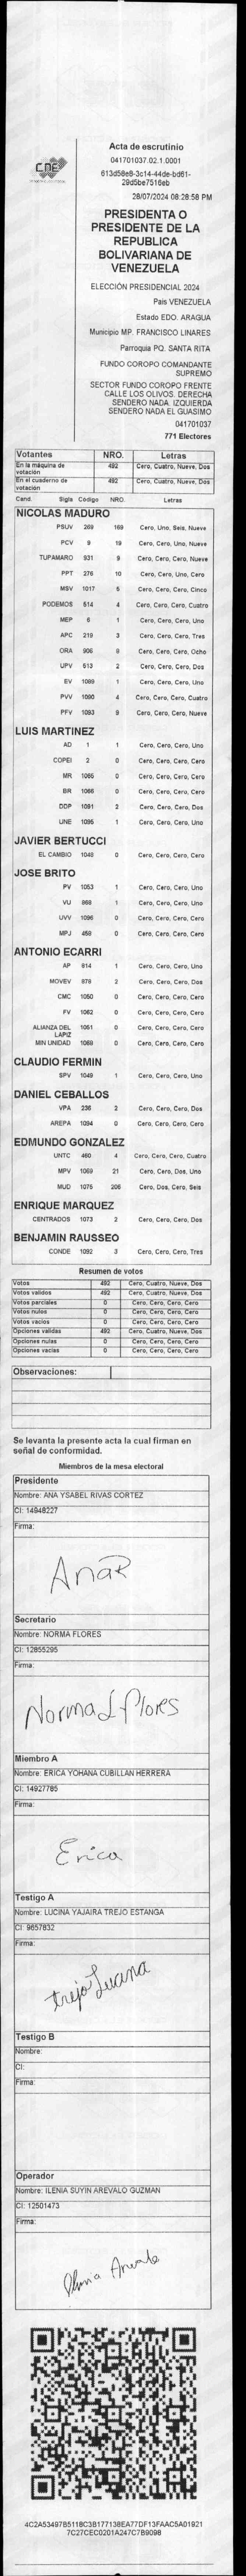 CNE
Acta de escrutinio
041701037.02.1.0001
613d58e8-3c14-44de-bd61-
29d5be7516eb
28/07/2024 08:28:58 PM
PRESIDENTA O
PRESIDENTE DE LA
REPUBLICA
BOLIVARIANA DE
VENEZUELA
ELECCIÓN PRESIDENCIAL 2024
Pais VENEZUELA
Estado EDO. ARAGUA
Municipio MP. FRANCISCO LINARES
Parroquia PQ. SANTA RITA
FUNDO COROPO COMANDANTE
SUPREMO
SECTOR FUNDO COROPO FRENTE
CALLE LOS OLIVOS. DERECHA
SENDERO NADA. IZQUIERDA
SENDERO NADA EL GUASIMO
041701037
771 Electores
Votantes NRO. Letras
En la máquina de votación 492 Cero, Cuatro, Nueve, Dos
En el cuaderno de votación 492 Cero, Cuatro, Nueve, Dos
Cand. Sigla Código NRO. Letras
NICOLAS MADURO
PSUV 269 169 Cero, Uno, Seis, Nueve
PCV 9 19 Cero, Cero, Uno, Nueve
TUPAMARO 931 9 Cero, Cero, Cero, Nueve
PPT 276 10 Cero, Cero, Uno, Cero
MSV 1017 5 Cero, Cero, Cero, Cinco
PODEMOS 514 4 Cero, Cero, Cero, Cuatro
MEP 6 1 Cero, Cero, Cero, Uno
APC 219 3 Cero, Cero, Cero, Tres
ORA 906 8 Cero, Cero, Cero, Ocho
UPV 513 2 Cero, Cero, Cero, Dos
EV 1089 1 Cero, Cero, Cero, Uno
PVV 1090 4 Cero, Cero, Cero, Cuatro
PFV 1093 9 Cero, Cero, Cero, Nueve
LUIS MARTINEZ
AD 1 1 Cero, Cero, Cero, Uno
COPEI 2 0 Cero, Cero, Cero, Cero
MR 1065 0 Cero, Cero, Cero, Cero
BR 1066 0 Cero, Cero, Cero, Cero
DDP 1091 2 Cero, Cero, Cero, Dos
UNE 1095 1 Cero, Cero, Cero, Uno
JAVIER BERTUCCI
EL CAMBIO 1048 0 Cero, Cero, Cero, Cero
JOSE BRITO
PV 1053 1 Cero, Cero, Cero, Uno
VU 868 1 Cero, Cero, Cero, Uno
UVV 1096 0 Cero, Cero, Cero, Cero
MPJ 459 0 Cero, Cero, Cero, Cero
ANTONIO ECARRI
AP 814 1 Cero, Cero, Cero, Uno
MOVEV 878 2 Cero, Cero, Cero, Dos
CMC 1050 0 Cero, Cero, Cero, Cero
FV 1062 0 Cero, Cero, Cero, Cero
ALIANZA DEL LAPIZ 1051 0 Cero, Cero, Cero, Cero
MIN UNIDAD 1069 0 Cero, Cero, Cero, Cero
CLAUDIO FERMIN
SPV 1049 1 Cero, Cero, Cero, Uno
DANIEL CEBALLOS
VPA 236 2 Cero, Cero, Cero, Dos
AREPA 1094 0 Cero, Cero, Cero, Cero
EDMUNDO GONZALEZ
UNTC 460 4 Cero, Cero, Cero, Cuatro
MPV 1069 21 Cero, Cero, Dos, Uno
MUD 1075 206 Cero, Dos, Cero, Seis
ENRIQUE MARQUEZ
CENTRADOS 1073 2 Cero, Cero, Cero, Dos
BENJAMIN RAUSSEO
CONDE 1092 3 Cero, Cero, Cero, Tres
Resumen de votos
Votos 492 Cero, Cuatro, Nueve, Dos
Votos validos 492 Cero, Cuatro, Nueve, Dos
Votos parciales 0 Cero, Cero, Cero, Cero
Votos nulos 0 Cero, Cero, Cero, Cero
Votos vacios 0 Cero, Cero, Cero, Cero
Opciones validas 492 Cero, Cuatro, Nueve, Dos
Opciones nulas 0 Cero, Cero, Cero, Cero
Opciones vacias 0 Cero, Cero, Cero, Cero
Observaciones:
Se levanta la presente acta la cual firman en
señal de conformidad.
Miembros de la mesa electoral
Presidente
Nombre: ANA YSABEL RIVAS CORTEZ
CI: 14948227
Firma:
AnaR
Secretario
Nombre: NORMA FLORES
CI: 12855295
Firma:
Norma L Flores
Miembro A
Nombre: ERICA YOHANA CUBILLAN HERRERA
CI: 14927785
Firma:
Erica
Testigo A
Nombre: LUCINA YAJAIRA TREJO ESTANGA
CI: 9657832
Firma:
trejo Lucina
Testigo B
Nombre:
CI:
Firma:
Operador
Nombre: ILENIA SUYIN AREVALO GUZMAN
CI: 12501473
Firma:
4C2A53497B5118C3B177138EA77DF13FAAC5A01921
7C27CEC0201A247C7B9098